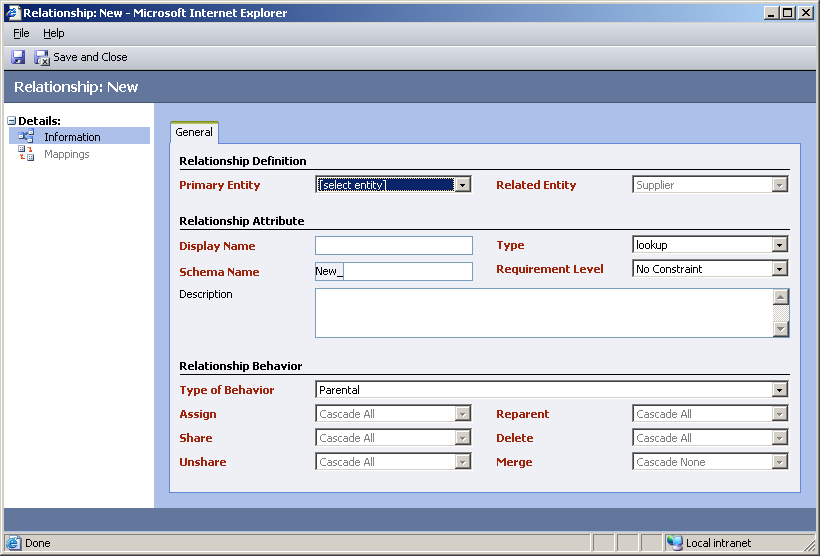 Relationship: New - Microsoft Internet Explorer
File Help
Save and Close
Relationship: New
Details:
Information
Mappings
General
Relationship Definition
Primary Entity [select entity] Related Entity Supplier
Relationship Attribute
Display Name Type lookup
Schema Name New_ Requirement Level No Constraint
Description
Relationship Behavior
Type of Behavior Parental
Assign Cascade All Reparent Cascade All
Share Cascade All Delete Cascade All
Unshare Cascade All Merge Cascade None
Done Local intranet